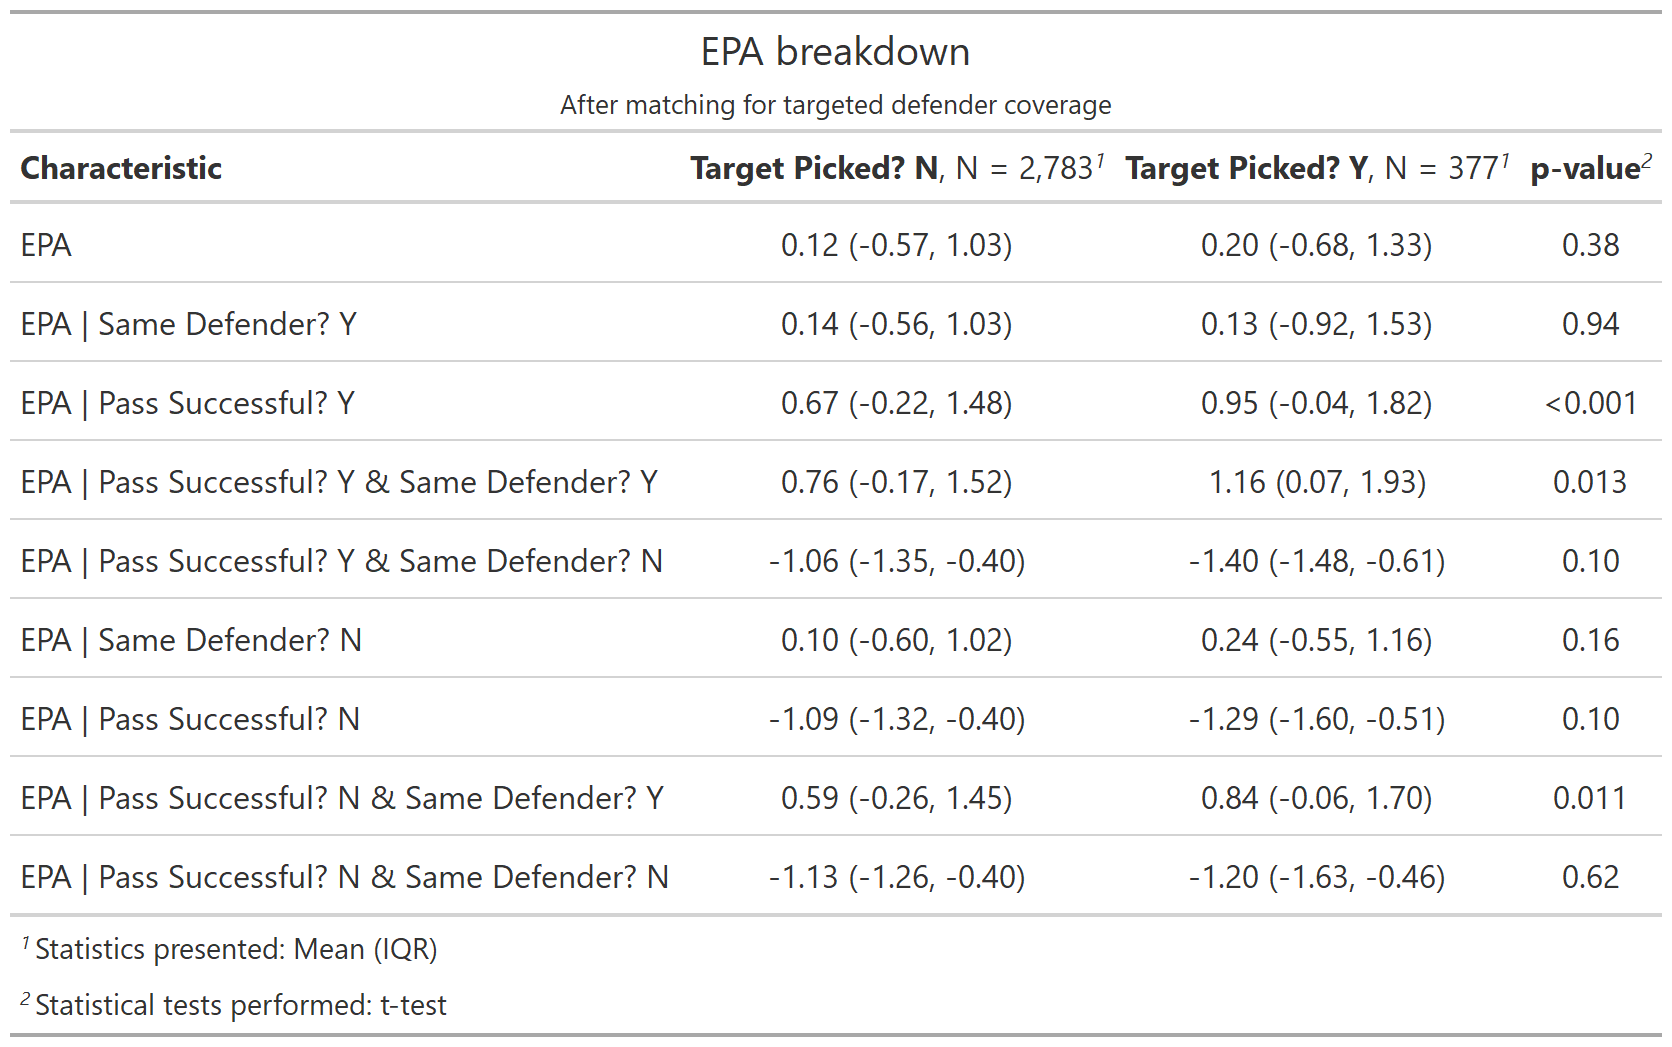 EPA breakdown
After matching for targeted defender coverage
Characteristic Target Picked? N, N = 2,783¹ Target Picked? Y, N = 377¹ p-value²
EPA 0.12 (-0.57, 1.03) 0.20 (-0.68, 1.33) 0.38
EPA | Same Defender? Y 0.14 (-0.56, 1.03) 0.13 (-0.92, 1.53) 0.94
EPA | Pass Successful? Y 0.67 (-0.22, 1.48) 0.95 (-0.04, 1.82) <0.001
EPA | Pass Successful? Y & Same Defender? Y 0.76 (-0.17, 1.52) 1.16 (0.07, 1.93) 0.013
EPA | Pass Successful? Y & Same Defender? N -1.06 (-1.35, -0.40) -1.40 (-1.48, -0.61) 0.10
EPA | Same Defender? N 0.10 (-0.60, 1.02) 0.24 (-0.55, 1.16) 0.16
EPA | Pass Successful? N -1.09 (-1.32, -0.40) -1.29 (-1.60, -0.51) 0.10
EPA | Pass Successful? N & Same Defender? Y 0.59 (-0.26, 1.45) 0.84 (-0.06, 1.70) 0.011
EPA | Pass Successful? N & Same Defender? N -1.13 (-1.26, -0.40) -1.20 (-1.63, -0.46) 0.62
¹ Statistics presented: Mean (IQR)
² Statistical tests performed: t-test